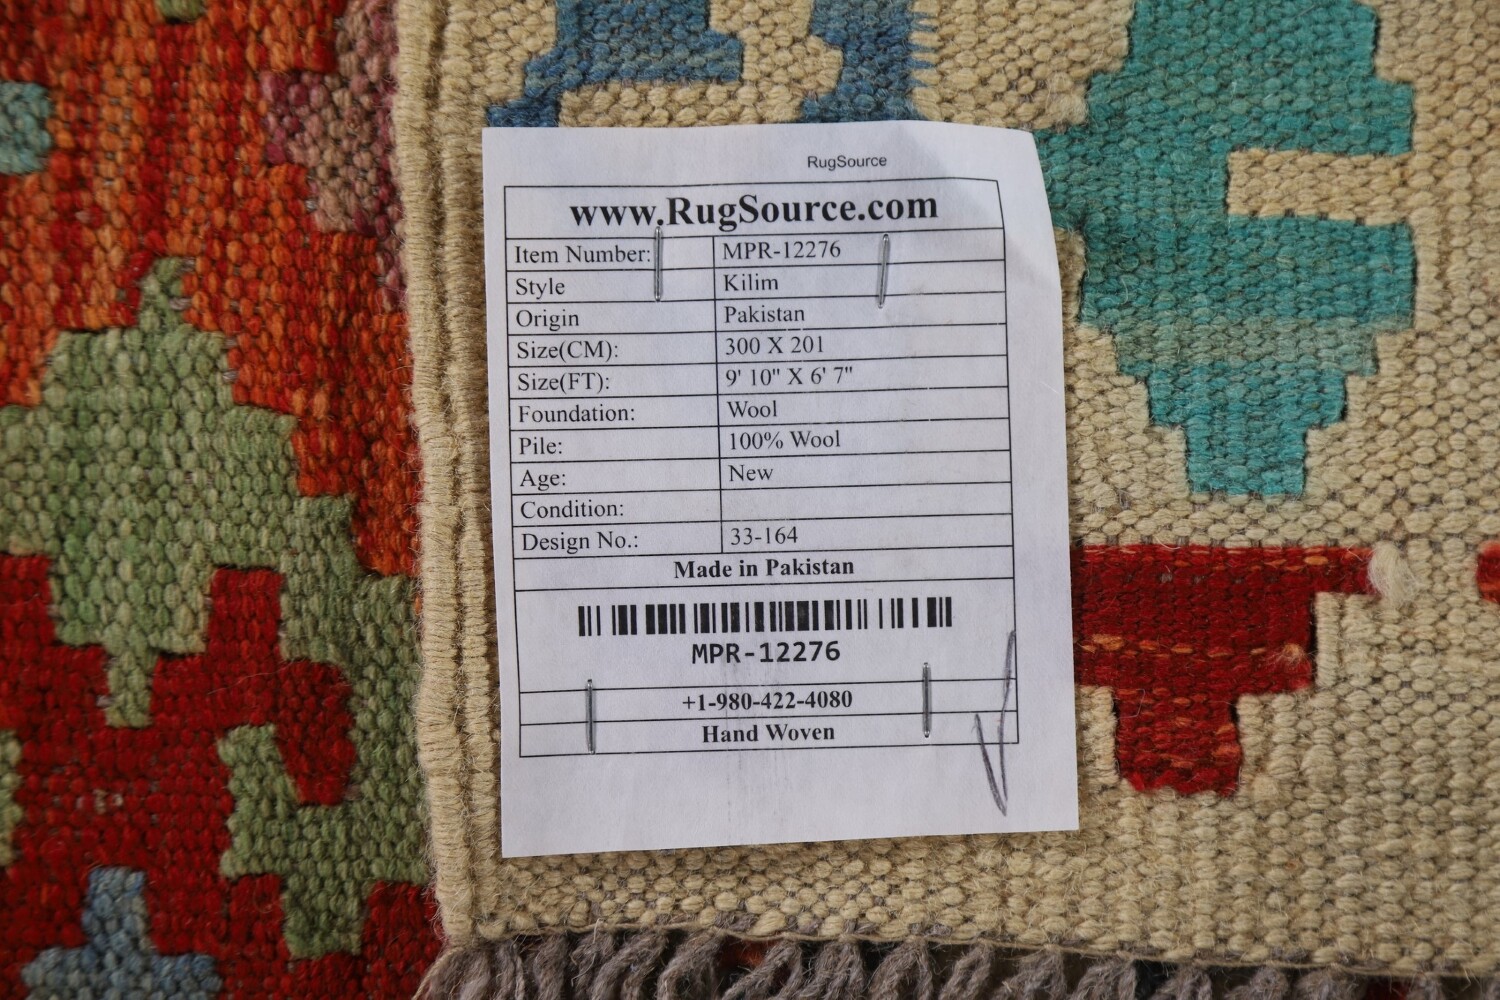 RugSource
www.RugSource.com
Item Number: MPR-12276
Style Kilim
Origin Pakistan
Size(CM): 300 X 201
Size(FT): 9' 10" X 6' 7"
Foundation: Wool
Pile: 100% Wool
Age: New
Condition:
Design No.: 33-164
Made in Pakistan
MPR-12276
+1-980-422-4080
Hand Woven